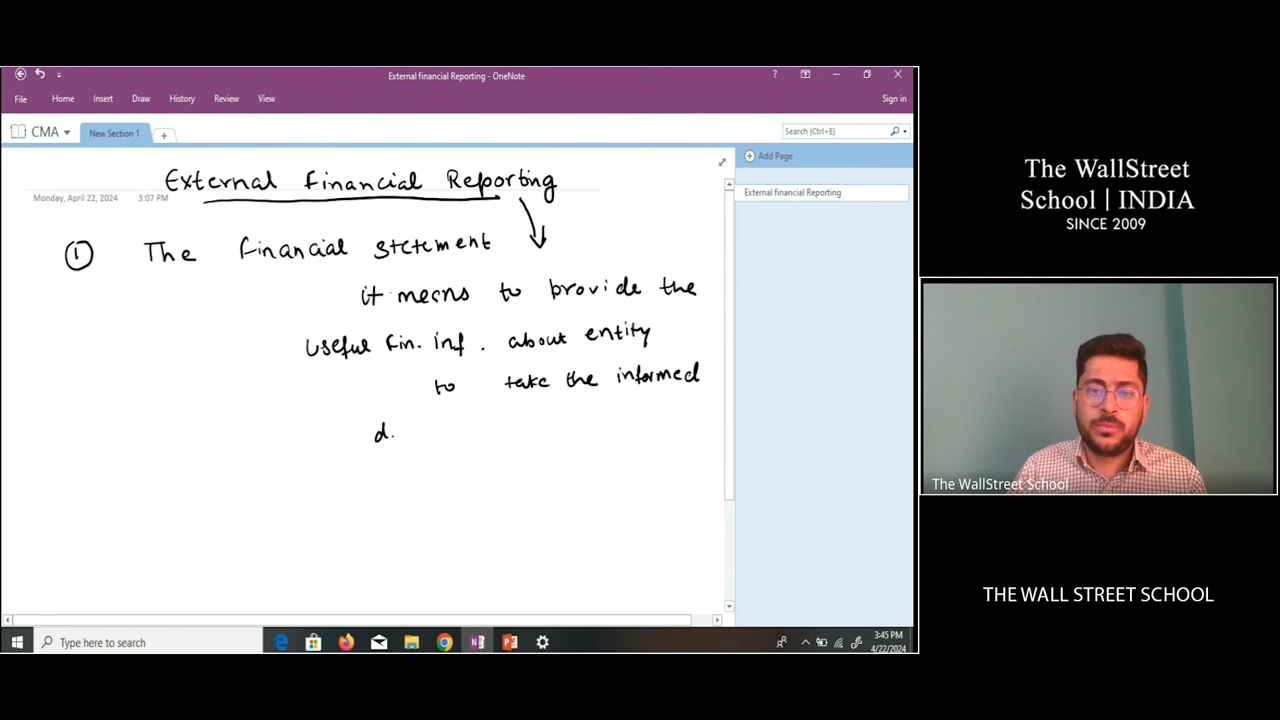 External financial Reporting - OneNote
?
File Home Insert Draw History Review View
Sign in
CMA New Section 1
Search (Ctrl+E)
Add Page
External financial Reporting
External Financial Reporting
Monday, April 22, 2024 3:07 PM
① The financial statement
it means to provide the
useful fin. inf. about entity
to take the informed
d.
Type here to search
3:45 PM
4/22/2024
The WallStreet
School | INDIA
SINCE 2009
The WallStreet School
THE WALL STREET SCHOOL